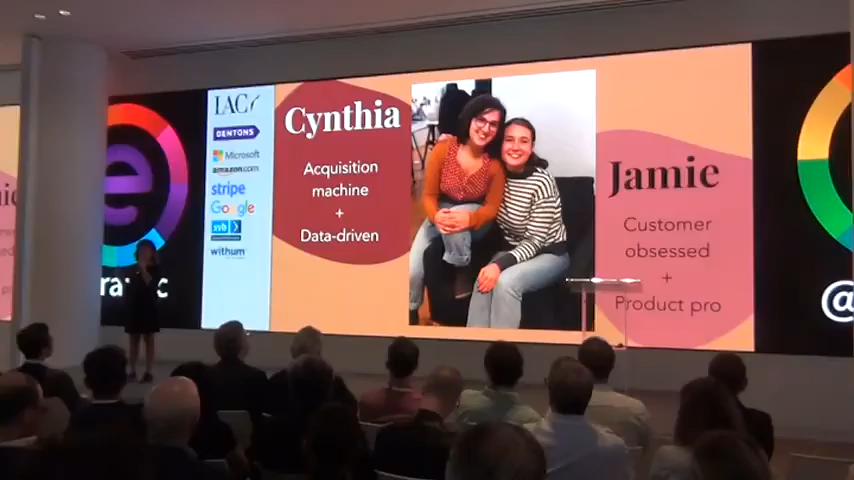 IAC
DENTONS
Microsoft
amazon.com
stripe
Google
svb
withum
Cynthia
Acquisition
machine
+
Data-driven
Jamie
Customer
obsessed
+
Product pro
e
@